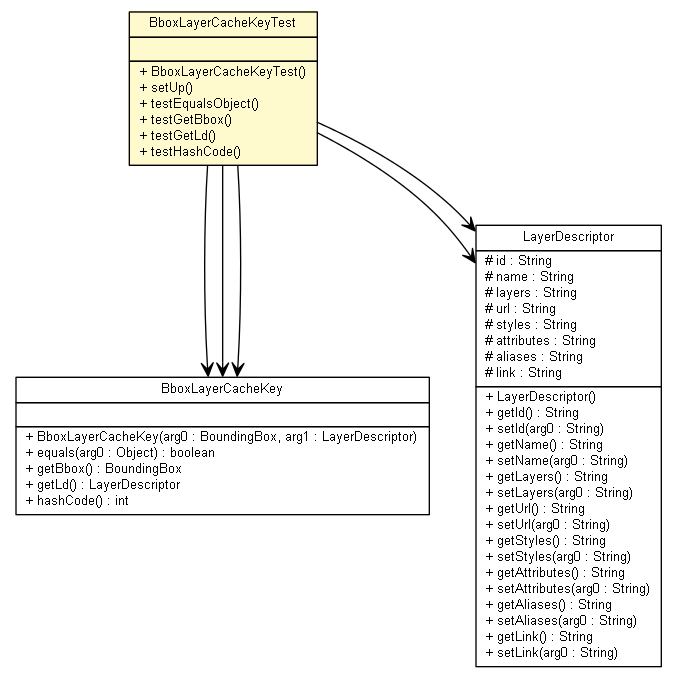 BboxLayerCacheKeyTest
+ BboxLayerCacheKeyTest()
+ setUp()
+ testEqualsObject()
+ testGetBbox()
+ testGetLd()
+ testHashCode()
LayerDescriptor
# id : String
# name : String
# layers : String
# url : String
# styles : String
# attributes : String
# aliases : String
# link : String
+ LayerDescriptor()
+ getId() : String
+ setId(arg0 : String)
+ getName() : String
+ setName(arg0 : String)
+ getLayers() : String
+ setLayers(arg0 : String)
+ getUrl() : String
+ setUrl(arg0 : String)
+ getStyles() : String
+ setStyles(arg0 : String)
+ getAttributes() : String
+ setAttributes(arg0 : String)
+ getAliases() : String
+ setAliases(arg0 : String)
+ getLink() : String
+ setLink(arg0 : String)
BboxLayerCacheKey
+ BboxLayerCacheKey(arg0 : BoundingBox, arg1 : LayerDescriptor)
+ equals(arg0 : Object) : boolean
+ getBbox() : BoundingBox
+ getLd() : LayerDescriptor
+ hashCode() : int